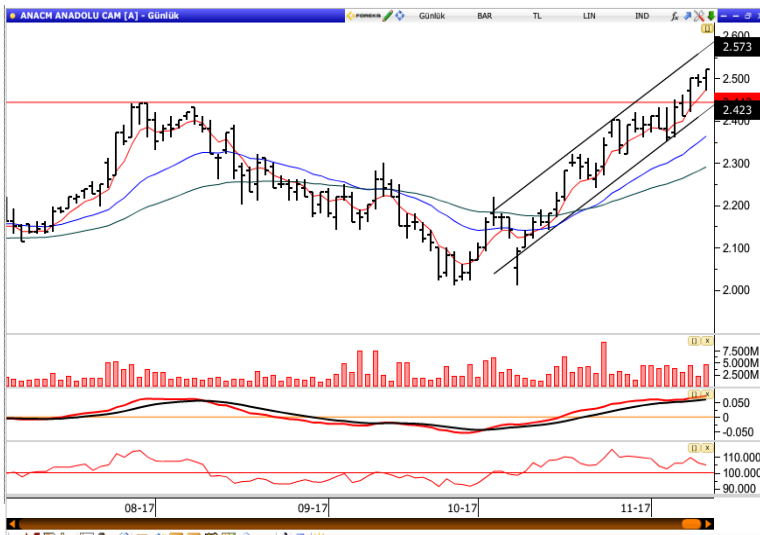 ANACM ANADOLU CAM [A] - Günlük
FOREKS Günlük BAR TL LIN IND fx
2.600
2.573
2.500
2.423
2.400
2.300
2.200
2.100
2.000
7.500M
5.000M
2.500M
0.050
0
-0.050
110.000
100.000
90.000
08-17 09-17 10-17 11-17